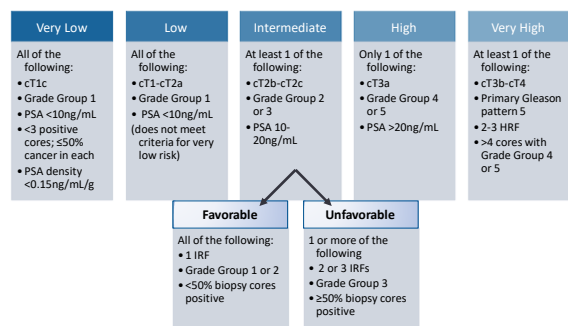 Very Low
All of the
following:
• cT1c
• Grade Group 1
• PSA <10ng/mL
• <3 positive
cores; ≤50%
cancer in each
• PSA density
<0.15ng/mL/g
Low
All of the
following:
• cT1-cT2a
• Grade Group 1
• PSA <10ng/mL
(does not meet
criteria for very
low risk)
Intermediate
At least 1 of the
following:
• cT2b-cT2c
• Grade Group 2
or 3
• PSA 10-
20ng/mL
High
Only 1 of the
following:
• cT3a
• Grade Group 4
or 5
• PSA >20ng/mL
Very High
At least 1 of the
following:
• cT3b-cT4
• Primary Gleason
pattern 5
• 2-3 HRF
• >4 cores with
Grade Group 4
or 5
Favorable
All of the following:
• 1 IRF
• Grade Group 1 or 2
• <50% biopsy cores
positive
Unfavorable
1 or more of the
following
• 2 or 3 IRFs
• Grade Group 3
• ≥50% biopsy cores
positive